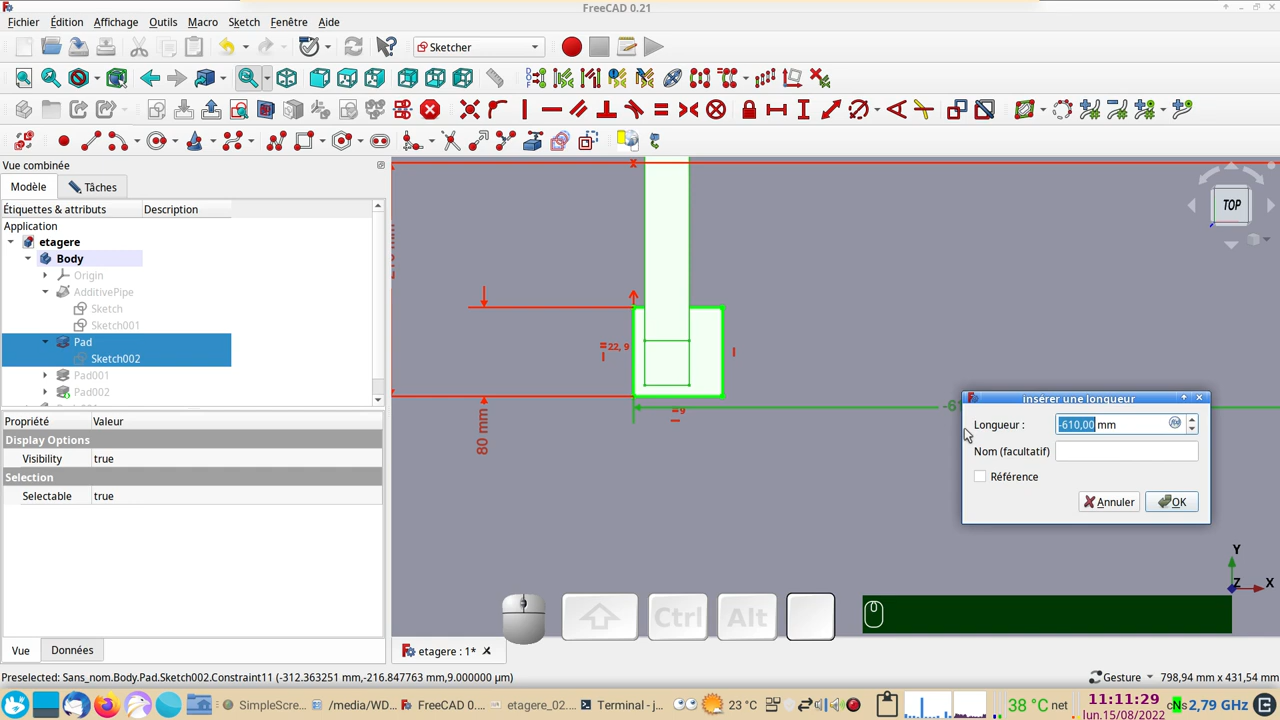 FreeCAD 0.21
Fichier Édition Affichage Outils Macro Sketch Fenêtre Aide
Sketcher
Vue combinée
Modèle Tâches
Étiquettes & attributs Description
Application
etagere
Body
Origin
AdditivePipe
Sketch
Sketch001
Pad
Sketch002
Pad001
Pad002
Propriété Valeur
Display Options
Visibility true
Selection
Selectable true
Vue Données
TOP
=22, 9
=9
80 mm
insérer une longueur
Longueur : -610,00 mm
Nom (facultatif)
Référence
Annuler OK
Y
Z X
Ctrl Alt
etagere : 1*
Preselected: Sans_nom.Body.Pad.Sketch002.Constraint11 (-312.363251 mm, -216.847763 mm,9.000000 µm)
Gesture 798,94 mm x 431,54 mm
SimpleScre... /media/WD... FreeCAD 0.... etagere_02.... Terminal - j... 23 °C 38 °C net 11:11:29 lun.15/08/2022 2,79 GHz